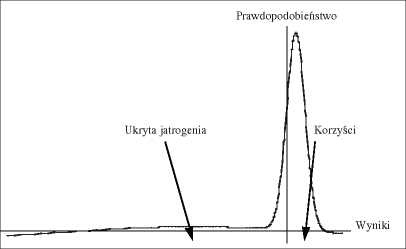 Prawdopodobieństwo
Ukryta jatrogenia
Korzyści
Wyniki